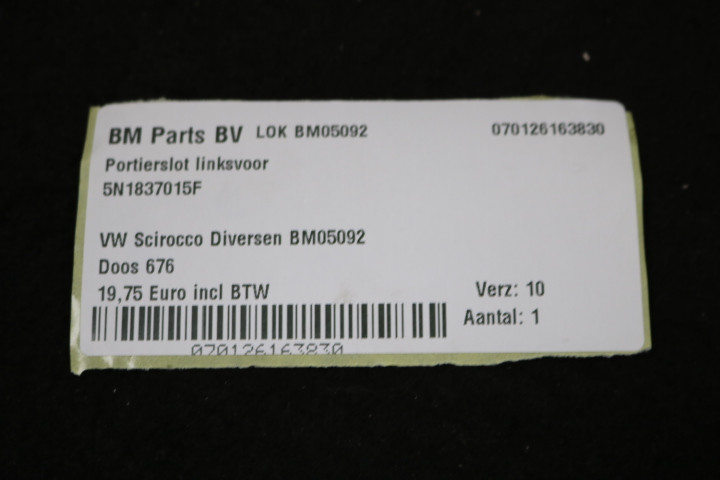 BM Parts BV LOK BM05092 070126163830
Portierslot linksvoor
5N1837015F
VW Scirocco Diversen BM05092
Doos 676
19,75 Euro incl BTW Verz: 10
Aantal: 1
070126163830